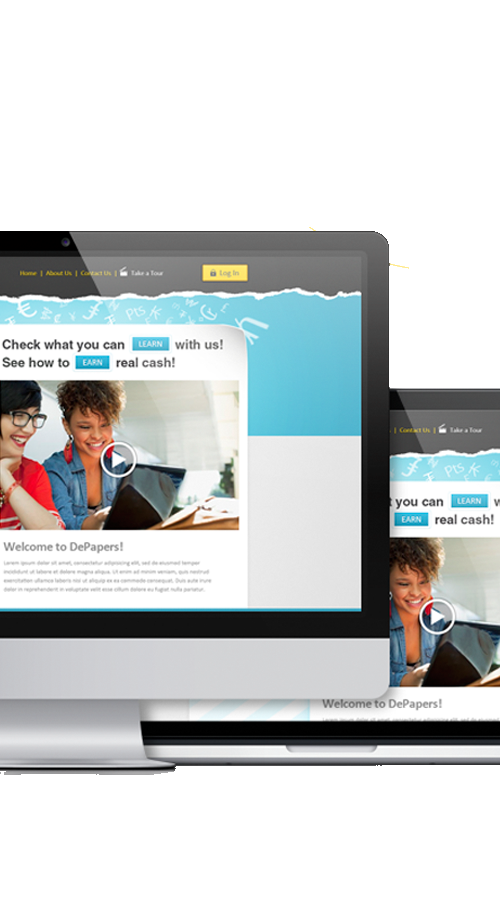 Home | About Us | Contact Us | Take a Tour Log In
Check what you can LEARN with us!
See how to EARN real cash!
Welcome to DePapers!
Lorem ipsum dolor sit amet, consectetur adipisicing elit, sed do eiusmod temper
incididunt ut labore et dolere magna aliqua. Ut enim ad minim veniam, quis nostrud
exercitation ullamco laboris nisi ut aliquip ex ea commodo consequat. Duis aute irure
dolor in reprehenderit in voluptate velit esse cillum dolore eu fugiat nulla pariatur.
| Contact Us | Take a Tour
you can LEARN
EARN real cash!
Welcome to DePapers!